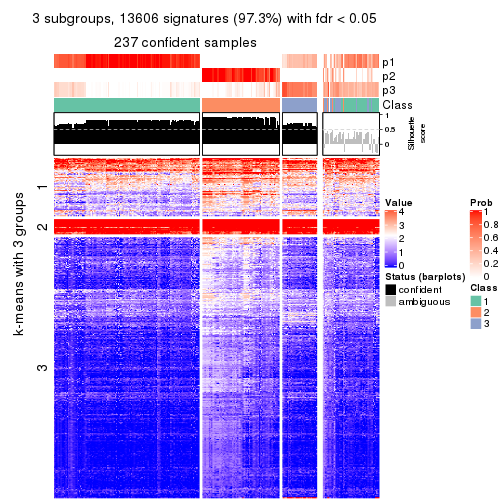 3 subgroups, 13606 signatures (97.3%) with fdr < 0.05
237 confident samples
p1
p2
p3
Class
1
0.5
0
Silhouette
score
k-means with 3 groups
1
2
3
Value
4
3
2
1
0
Status (barplots)
confident
ambiguous
Prob
1
0.8
0.6
0.4
0.2
0
Class
1
2
3